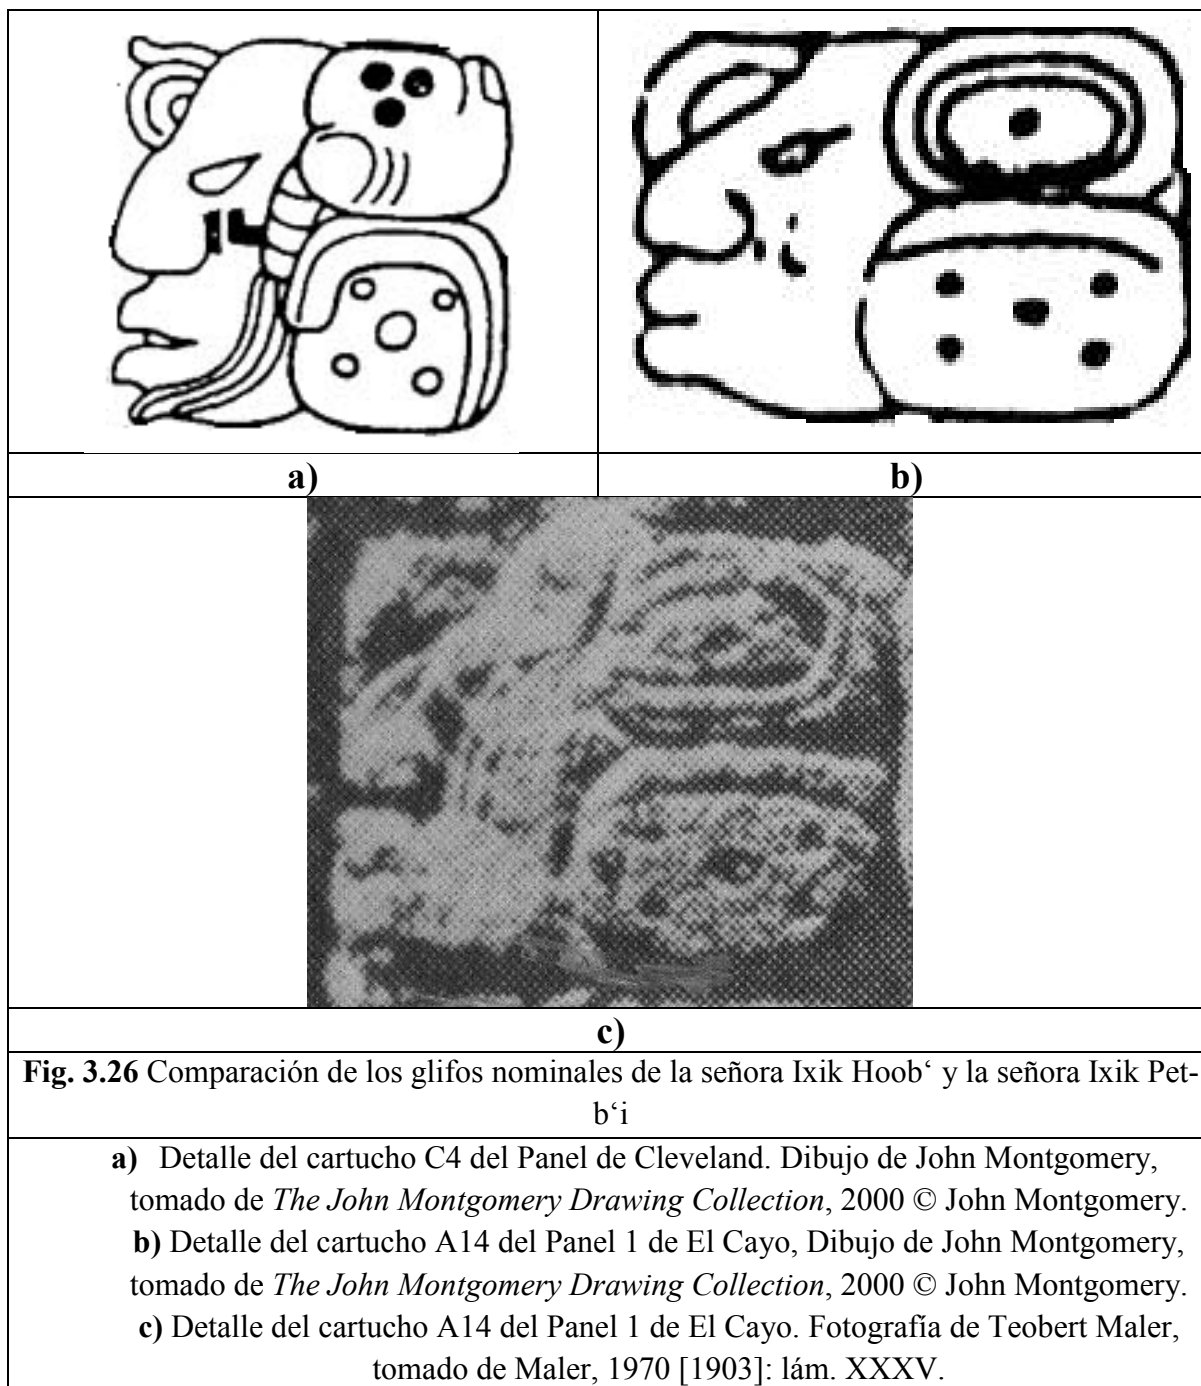 a)
b)
c)
Fig. 3.26 Comparación de los glifos nominales de la señora Ixik Hoob‘ y la señora Ixik Pet-
b‘i
a) Detalle del cartucho C4 del Panel de Cleveland. Dibujo de John Montgomery,
tomado de The John Montgomery Drawing Collection, 2000 © John Montgomery.
b) Detalle del cartucho A14 del Panel 1 de El Cayo, Dibujo de John Montgomery,
tomado de The John Montgomery Drawing Collection, 2000 © John Montgomery.
c) Detalle del cartucho A14 del Panel 1 de El Cayo. Fotografía de Teobert Maler,
tomado de Maler, 1970 [1903]: lám. XXXV.